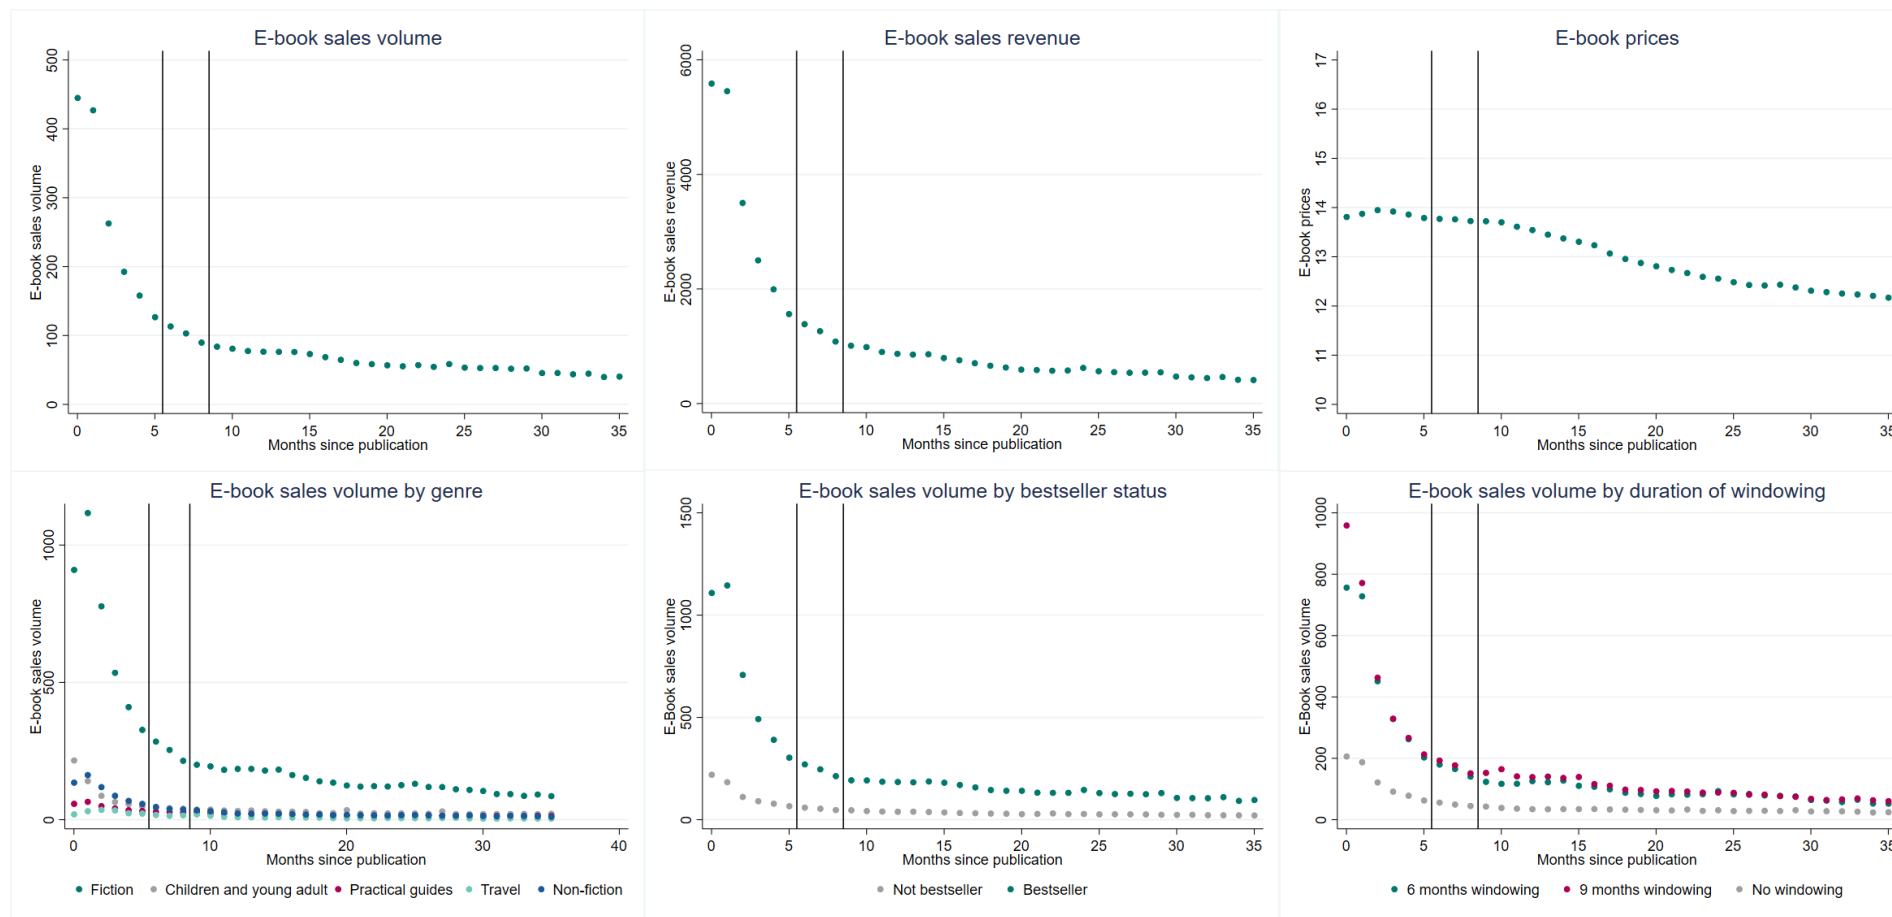 E-book sales volume
E-book sales volume
500
400
300
200
100
0
0 5 10 15 20 25 30 35
Months since publication
E-book sales revenue
E-book sales revenue
6000
4000
2000
0
0 5 10 15 20 25 30 35
Months since publication
E-book prices
E-book prices
17
16
15
14
13
12
11
10
0 5 10 15 20 25 30 35
Months since publication
E-book sales volume by genre
E-book sales volume
1000
500
0
0 10 20 30 40
Months since publication
Fiction Children and young adult Practical guides Travel Non-fiction
E-book sales volume by bestseller status
E-Book sales volume
1500
1000
500
0
0 5 10 15 20 25 30 35
Months since publication
Not bestseller Bestseller
E-book sales volume by duration of windowing
E-Book sales volume
1000
800
600
400
200
0
0 5 10 15 20 25 30 35
Months since publication
6 months windowing 9 months windowing No windowing